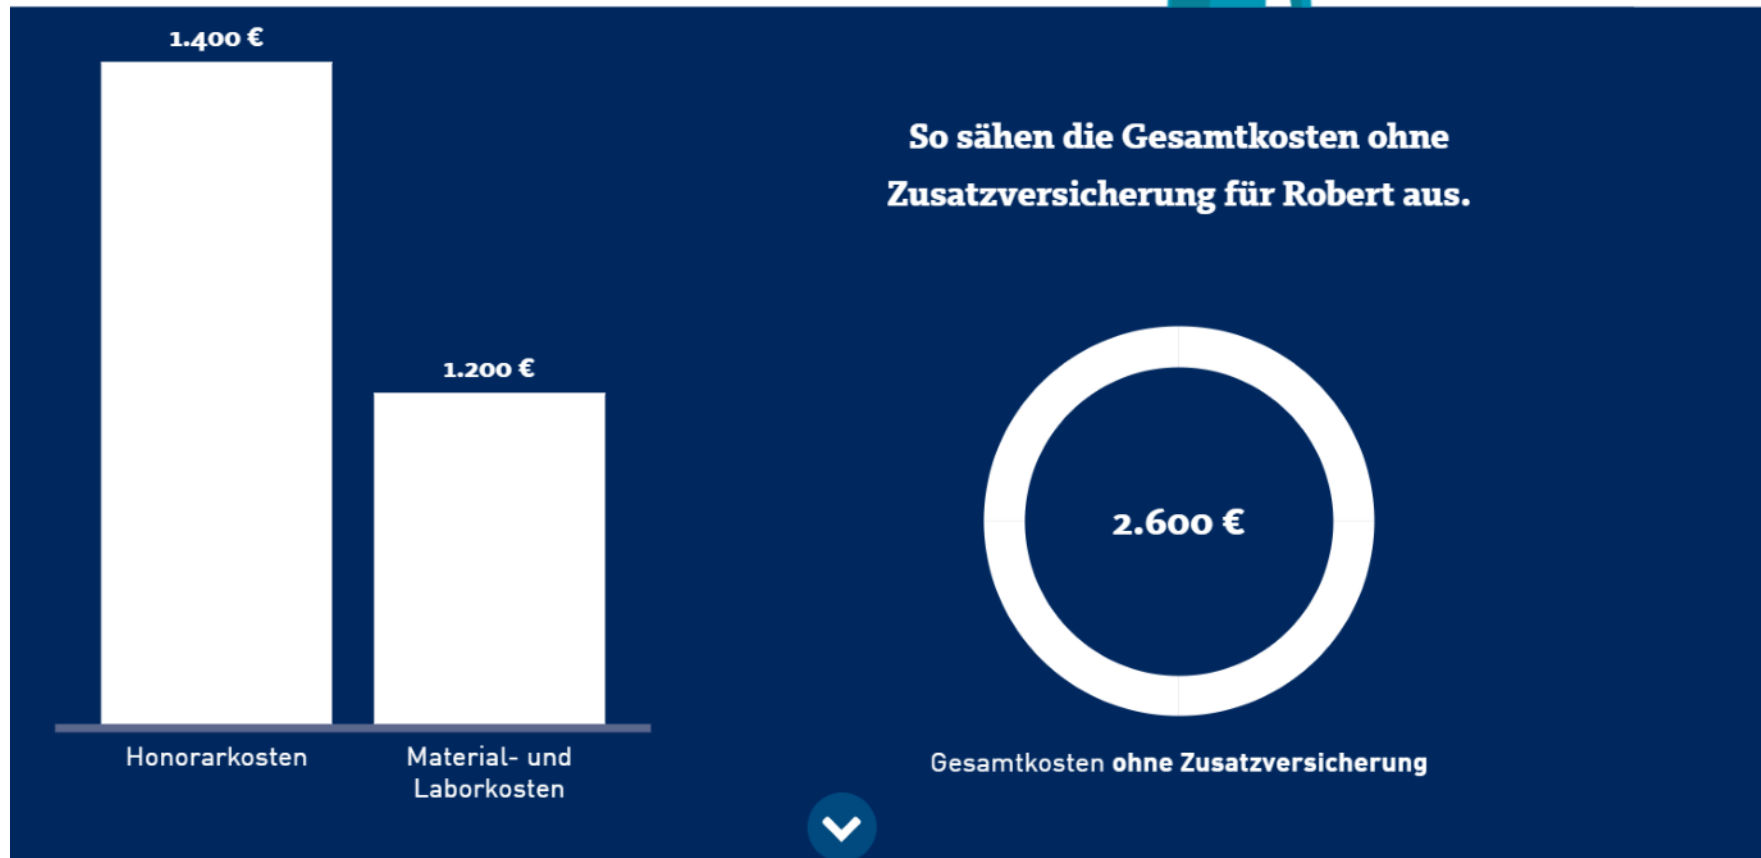 1.400 €
1.200 €
Honorarkosten
Material- und
Laborkosten
So sähen die Gesamtkosten ohne
Zusatzversicherung für Robert aus.
2.600 €
Gesamtkosten ohne Zusatzversicherung